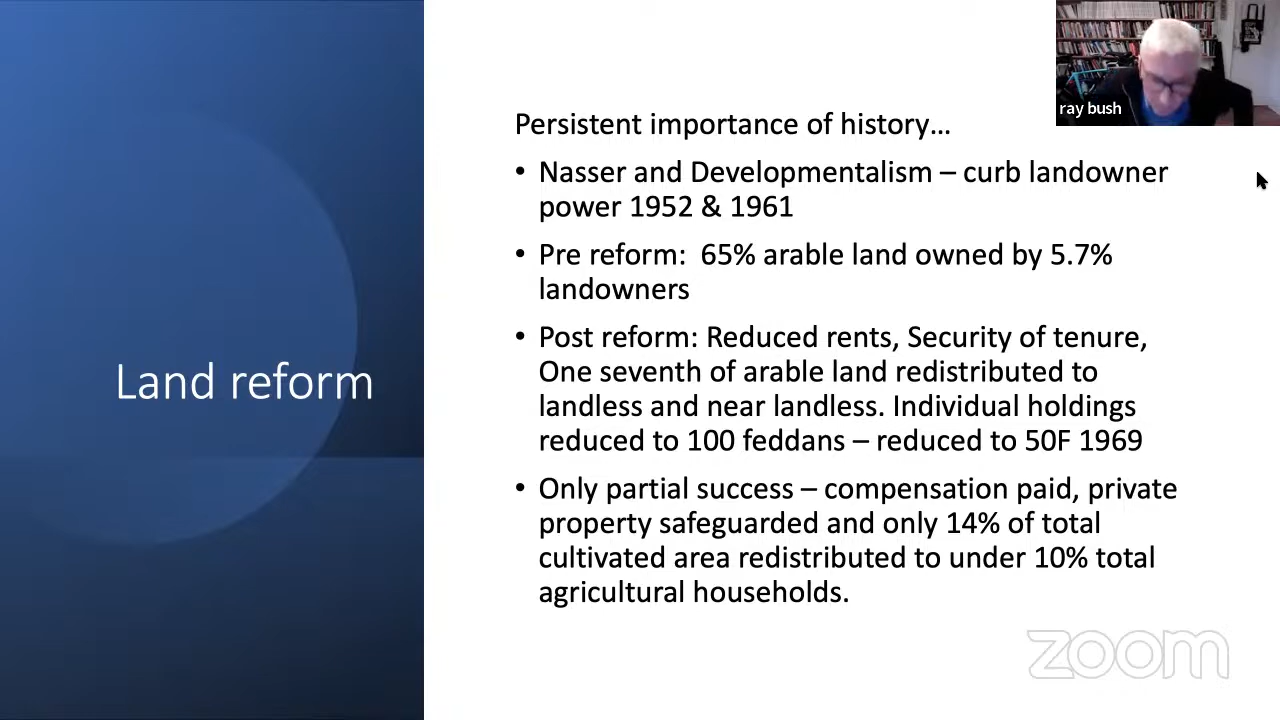 ray bush
Persistent importance of history…
• Nasser and Developmentalism – curb landowner
power 1952 & 1961
• Pre reform:  65% arable land owned by 5.7%
landowners
• Post reform: Reduced rents, Security of tenure,
One seventh of arable land redistributed to
landless and near landless. Individual holdings
reduced to 100 feddans – reduced to 50F 1969
• Only partial success – compensation paid, private
property safeguarded and only 14% of total
cultivated area redistributed to under 10% total
agricultural households.
Land reform
zoom